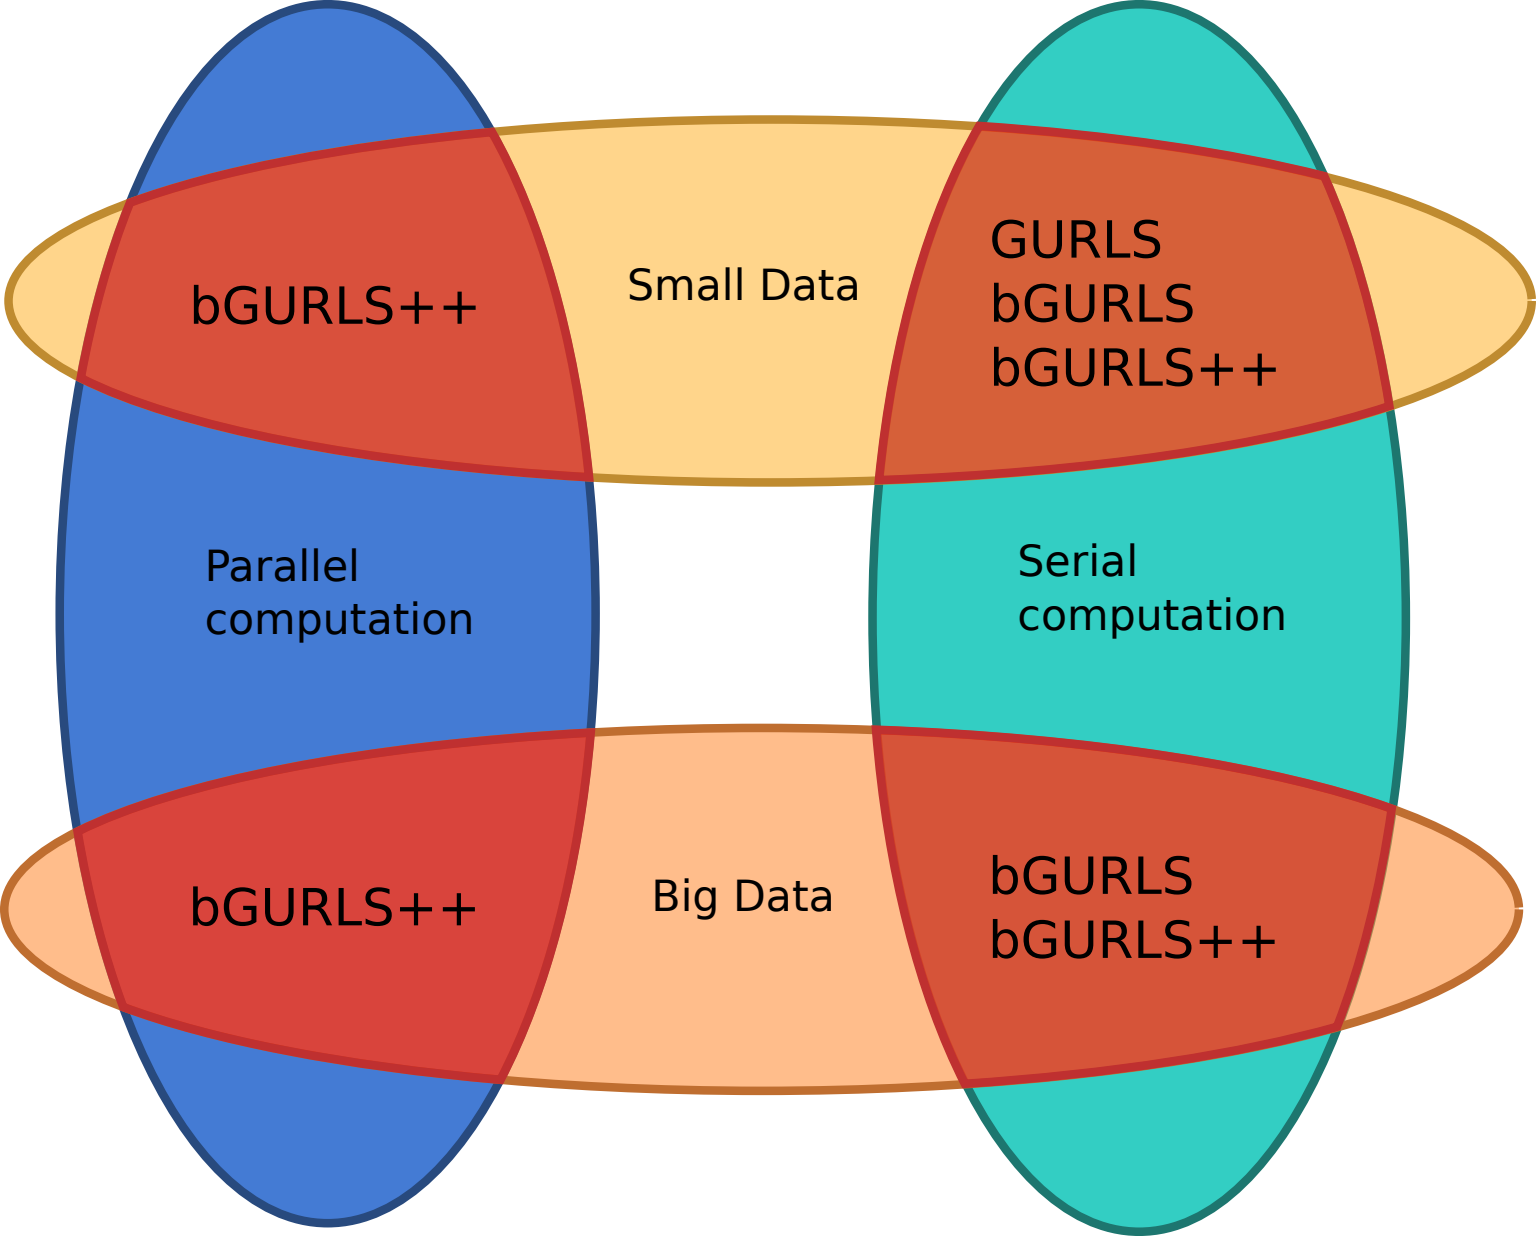 bGURLS++
Small Data
GURLS
bGURLS
bGURLS++
Parallel
computation
Serial
computation
bGURLS++
Big Data
bGURLS
bGURLS++